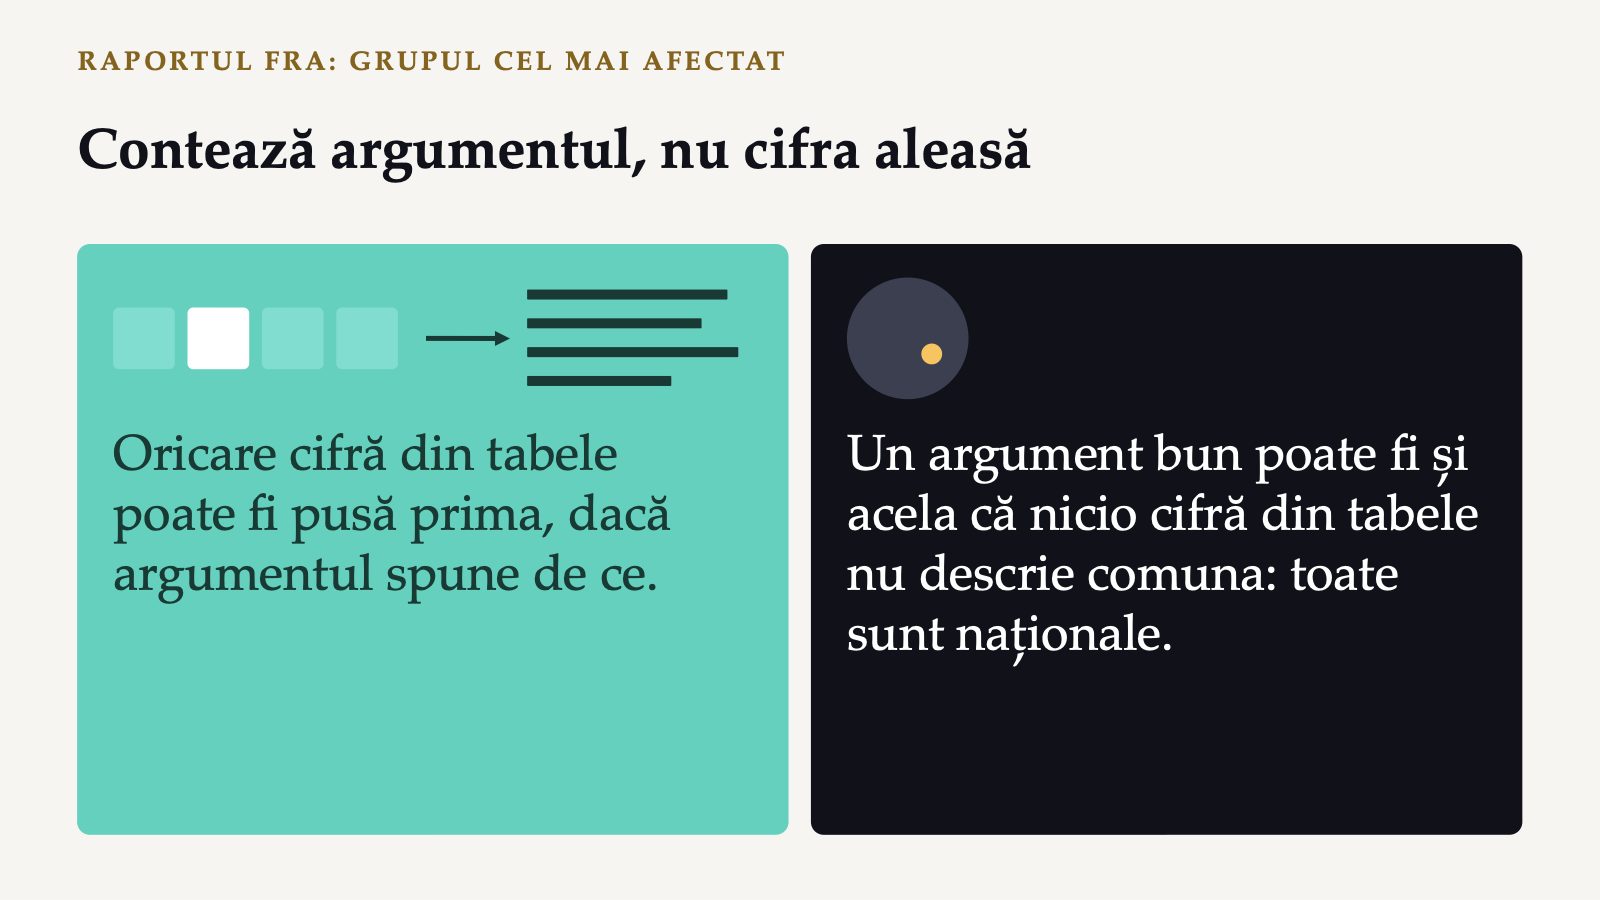 RAPORTUL FRA: GRUPUL CEL MAI AFECTAT
Contează argumentul, nu cifra aleasă
Oricare cifră din tabele
poate fi pusă prima, dacă
argumentul spune de ce.
Un argument bun poate fi și
acela că nicio cifră din tabele
nu descrie comuna: toate
sunt naționale.